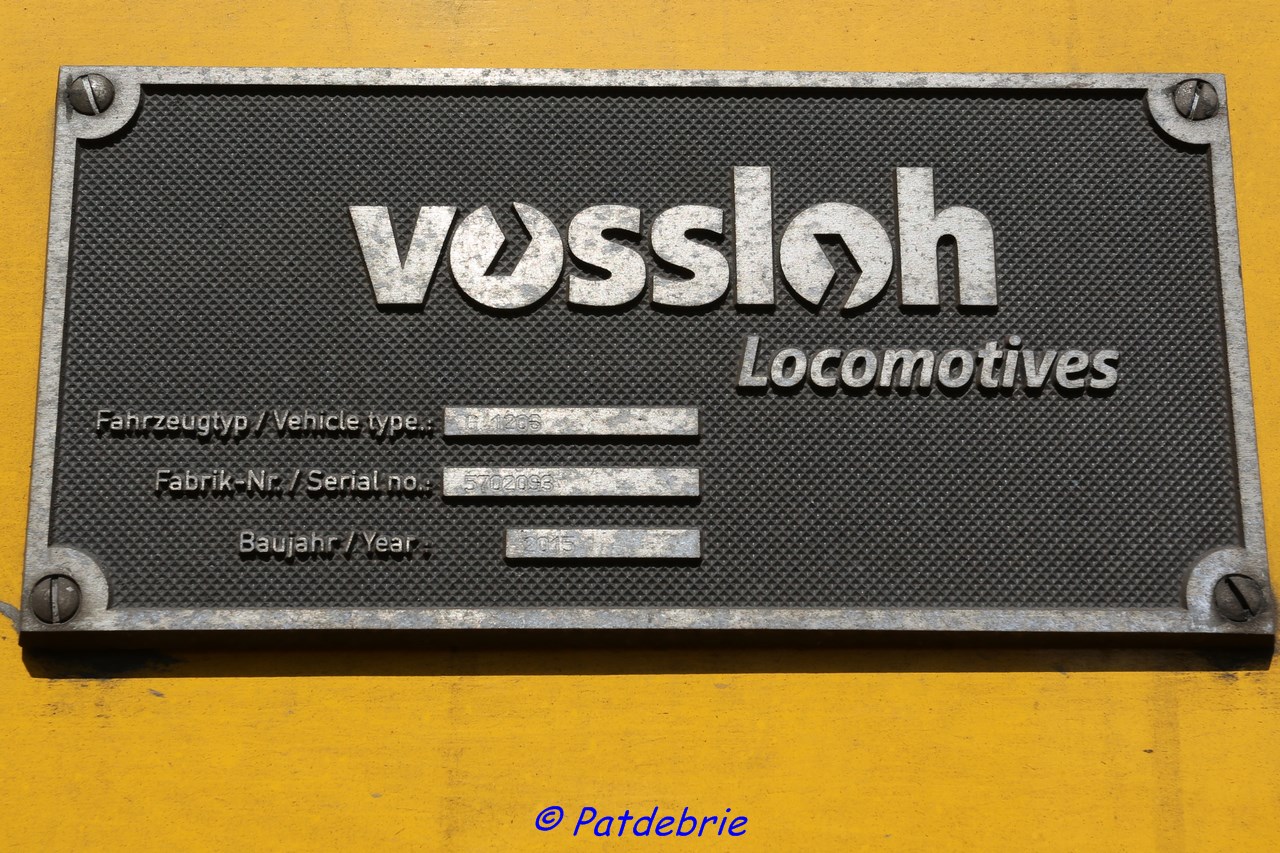 vossloh
Locomotives
Fahrzeugtyp / Vehicle type.:
Fabrik-Nr. / Serial no.: 5702093
Baujahr / Year.: 2015
© Patdebrie